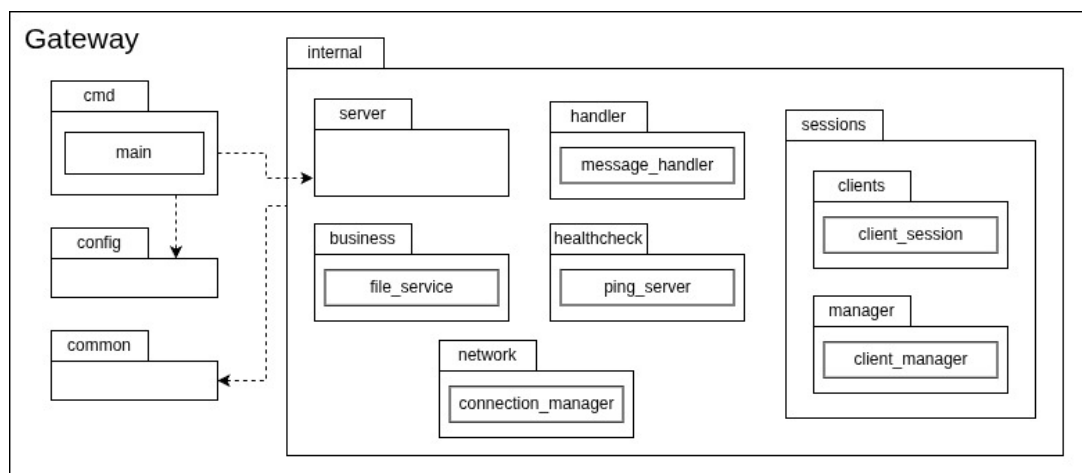 Gateway
internal
cmd
main
server
handler
message_handler
sessions
clients
client_session
config
business
file_service
healthcheck
ping_server
manager
client_manager
common
network
connection_manager